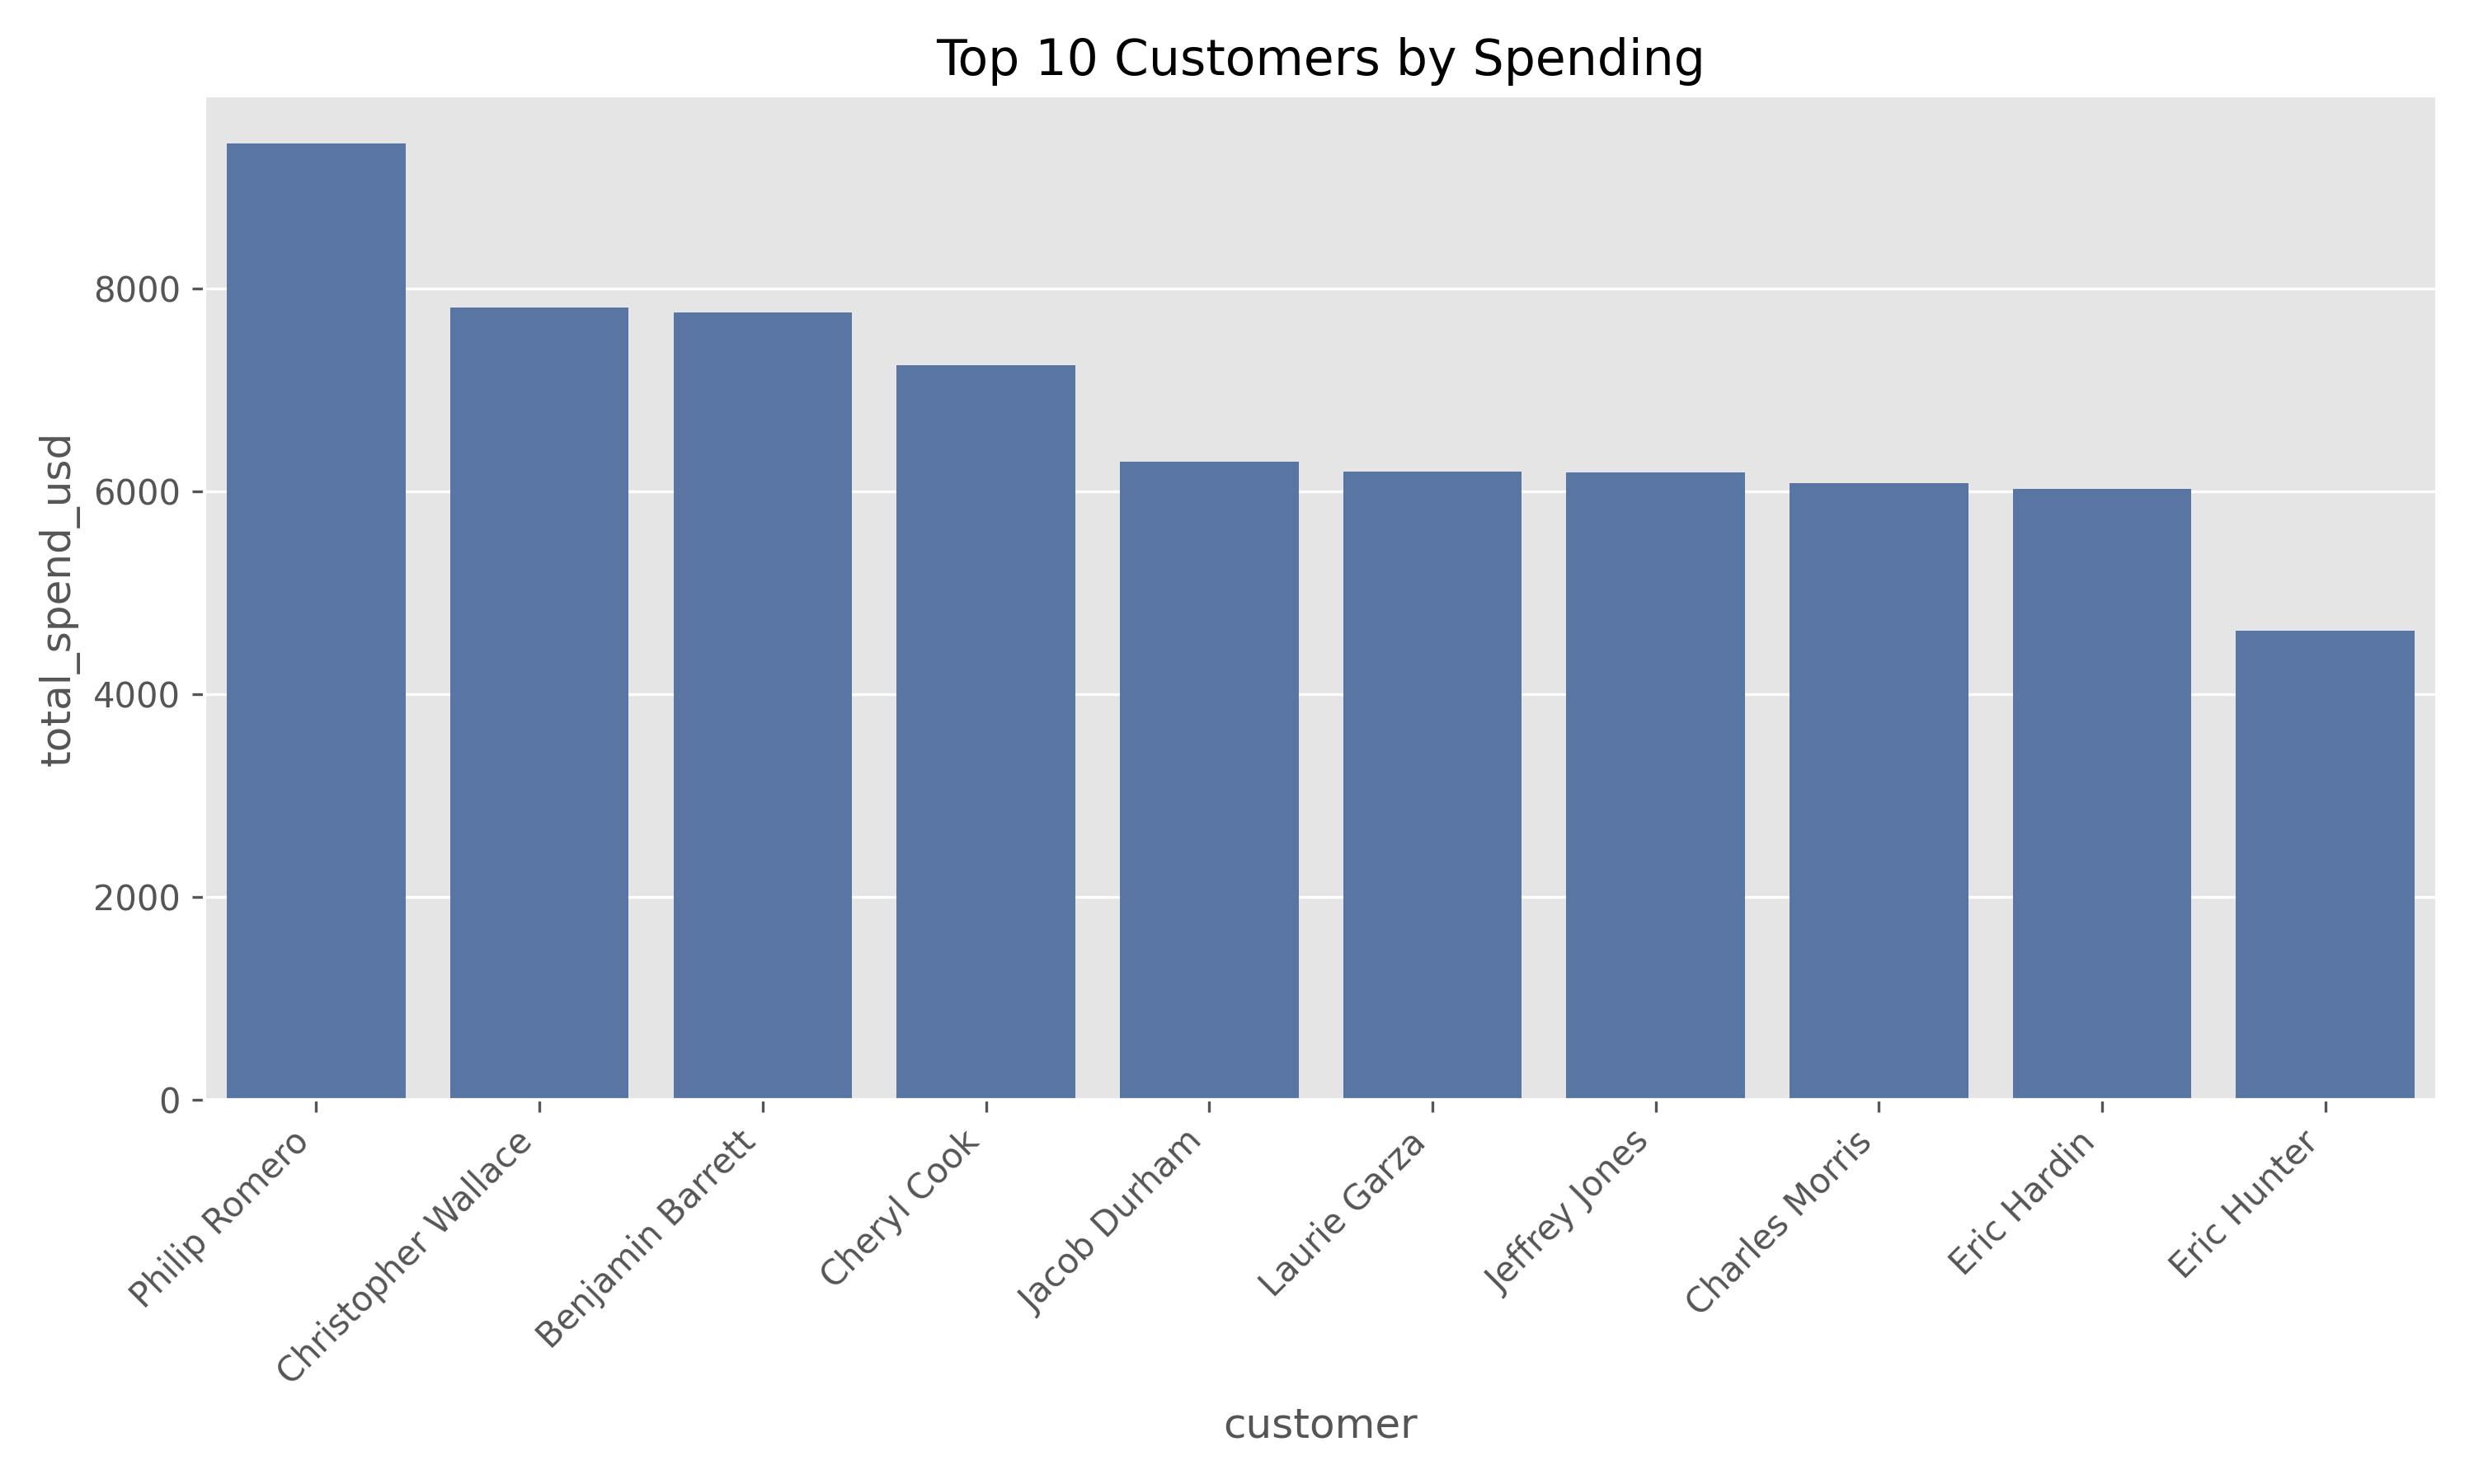 Top 10 Customers by Spending
total_spend_usd
8000
6000
4000
2000
0
Philip Romero
Christopher Wallace
Benjamin Barrett
Cheryl Cook
Jacob Durham
Laurie Garza
Jeffrey Jones
Charles Morris
Eric Hardin
Eric Hunter
customer